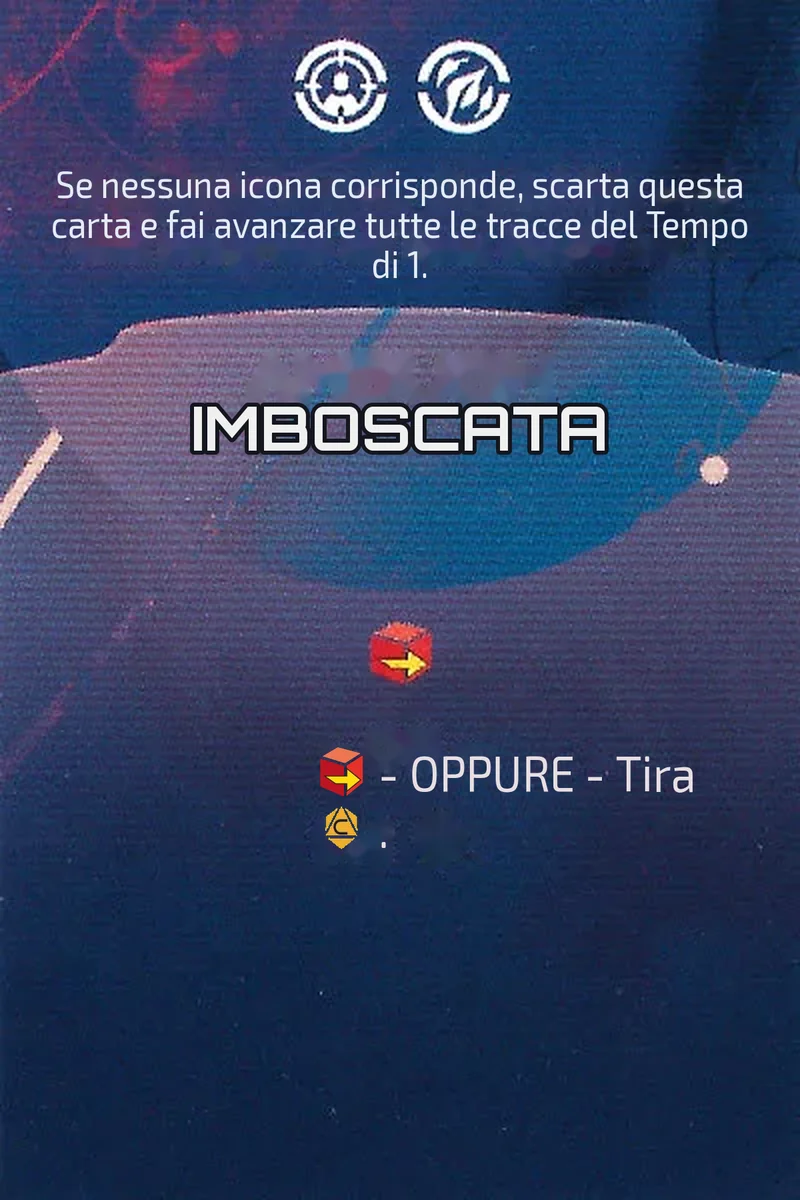 Se nessuna icona corrisponde, scarta questa
carta e fai avanzare tutte le tracce del Tempo
di 1.
IMBOSCATA
- OPPURE - Tira
C .